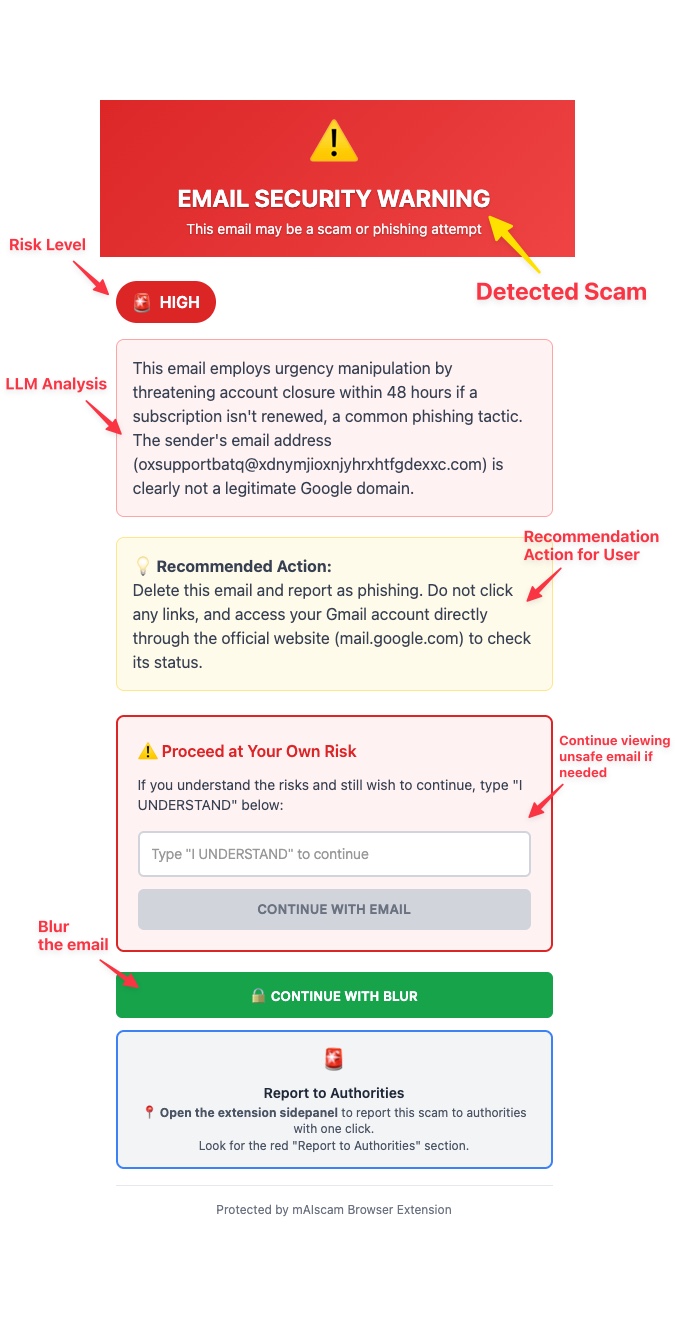 EMAIL SECURITY WARNING
This email may be a scam or phishing attempt
Risk Level
Detected Scam
HIGH
LLM Analysis
This email employs urgency manipulation by
threatening account closure within 48 hours if a
subscription isn't renewed, a common phishing tactic.
The sender's email address
(oxsupportbatq@xdnymjioxnjyhrxhtfgdexxc.com) is
clearly not a legitimate Google domain.
Recommendation
Action for User
Recommended Action:
Delete this email and report as phishing. Do not click
any links, and access your Gmail account directly
through the official website (mail.google.com) to check
its status.
Continue viewing
unsafe email if
needed
Proceed at Your Own Risk
If you understand the risks and still wish to continue, type "I
UNDERSTAND" below:
Type "I UNDERSTAND" to continue
CONTINUE WITH EMAIL
Blur
the email
CONTINUE WITH BLUR
Report to Authorities
Open the extension sidepanel to report this scam to authorities
with one click.
Look for the red "Report to Authorities" section.
Protected by mAIscam Browser Extension